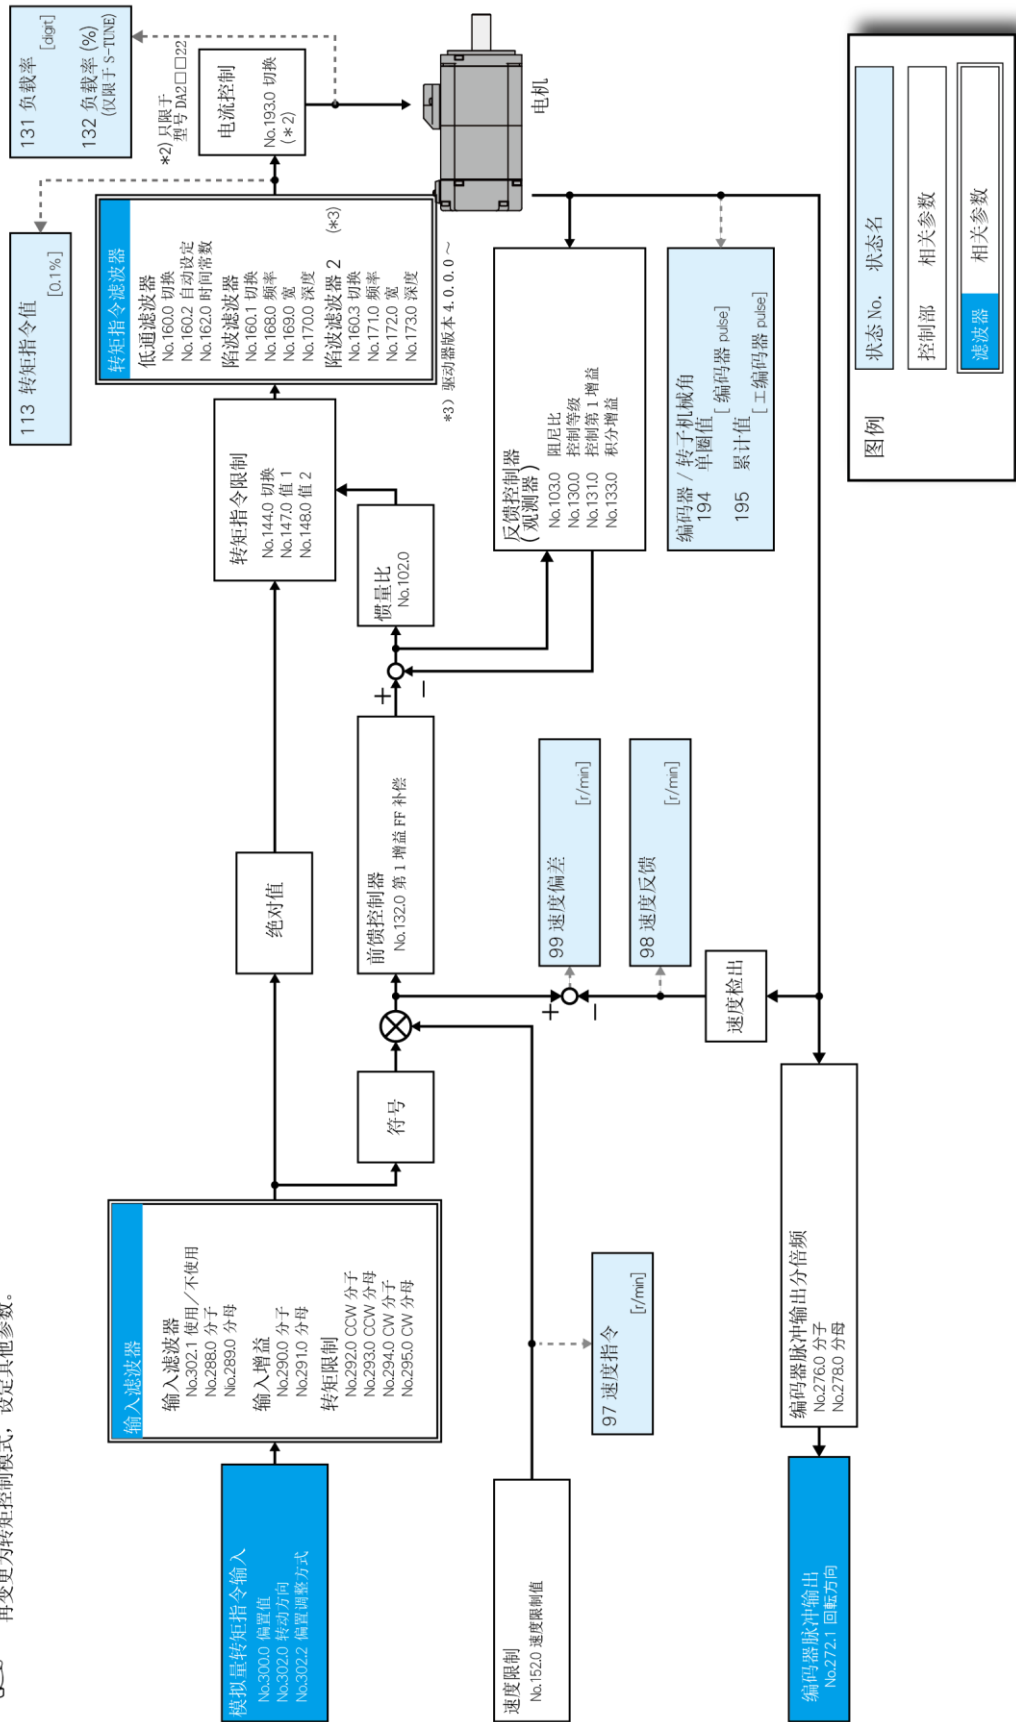 再变更为转矩控制模式，设定其他参数。
模拟量转矩指令输入
No.300.0 偏置值
No.302.0 转动方向
No.302.2 偏置调整方式
输入滤波器
输入滤波器
No.302.1 使用／不使用
No.288.0 分子
No.289.0 分母
输入增益
No.290.0 分子
No.291.0 分母
转矩限制
No.292.0 CCW 分子
No.293.0 CCW 分母
No.294.0 CW 分子
No.295.0 CW 分母
绝对值
转矩指令限制
No.144.0 切换
No.147.0 值 1
No.148.0 值 2
113 转矩指令值
[0.1%]
转矩指令滤波器
低通滤波器
No.160.0 切换
No.160.2 自动设定
No.162.0 时间常数
陷波滤波器
No.160.1 切换
No.168.0 频率
No.169.0 宽
No.170.0 深度
陷波滤波器 2 (*3)
No.160.3 切换
No.171.0 频率
No.172.0 宽
No.173.0 深度
*3）驱动器版本 4. 0. 0. 0 ～
131 负载率
[digit]
132 负载率 (%)
(仅限于 S-TUNE)
*2) 只限于
型号 DA2□□22
电流控制
No.193.0 切换
(＊2)
电机
符号
前馈控制器
No.132.0 第 1 增益 FF 补偿
+
−
惯量比
No.102.0
速度限制
No.152.0 速度限制值
97 速度指令
[r/min]
+
−
99 速度偏差
[r/min]
98 速度反馈
[r/min]
速度检出
反馈控制器
(观测器)
No.103.0 阻尼比
No.130.0 控制等级
No.131.0 控制第 1 增益
No.133.0 积分增益
编码器 / 转子机械角
194 单圈值
[ 编码器 pulse]
195 累计值
[ 工编码器 pulse]
编码器脉冲输出
No.272.1 回転方向
编码器脉冲输出分倍频
No.276.0 分子
No.278.0 分母
图例
状态 No. 状态名
控制部 相关参数
滤波器 相关参数